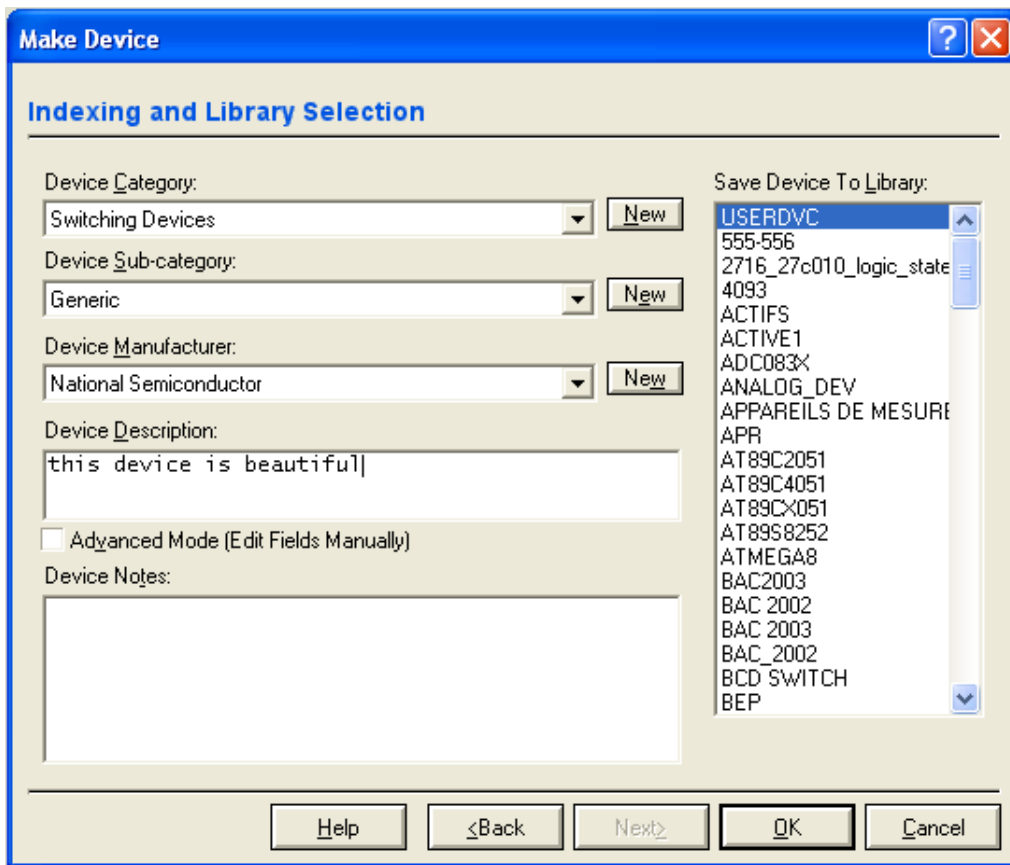 Make Device
Indexing and Library Selection
Device Category:
Switching Devices
New
Device Sub-category:
Generic
New
Device Manufacturer:
National Semiconductor
New
Device Description:
this device is beautiful
Advanced Mode (Edit Fields Manually)
Device Notes:
Save Device To Library:
USERDVC
555-556
2716_27c010_logic_state
4093
ACTIFS
ACTIVE1
ADC083X
ANALOG_DEV
APPAREILS DE MESURE
APR
AT89C2051
AT89C4051
AT89CX051
AT89S8252
ATMEGA8
BAC2003
BAC 2002
BAC 2003
BAC_2002
BCD SWITCH
BEP
Help
<Back
Next>
OK
Cancel